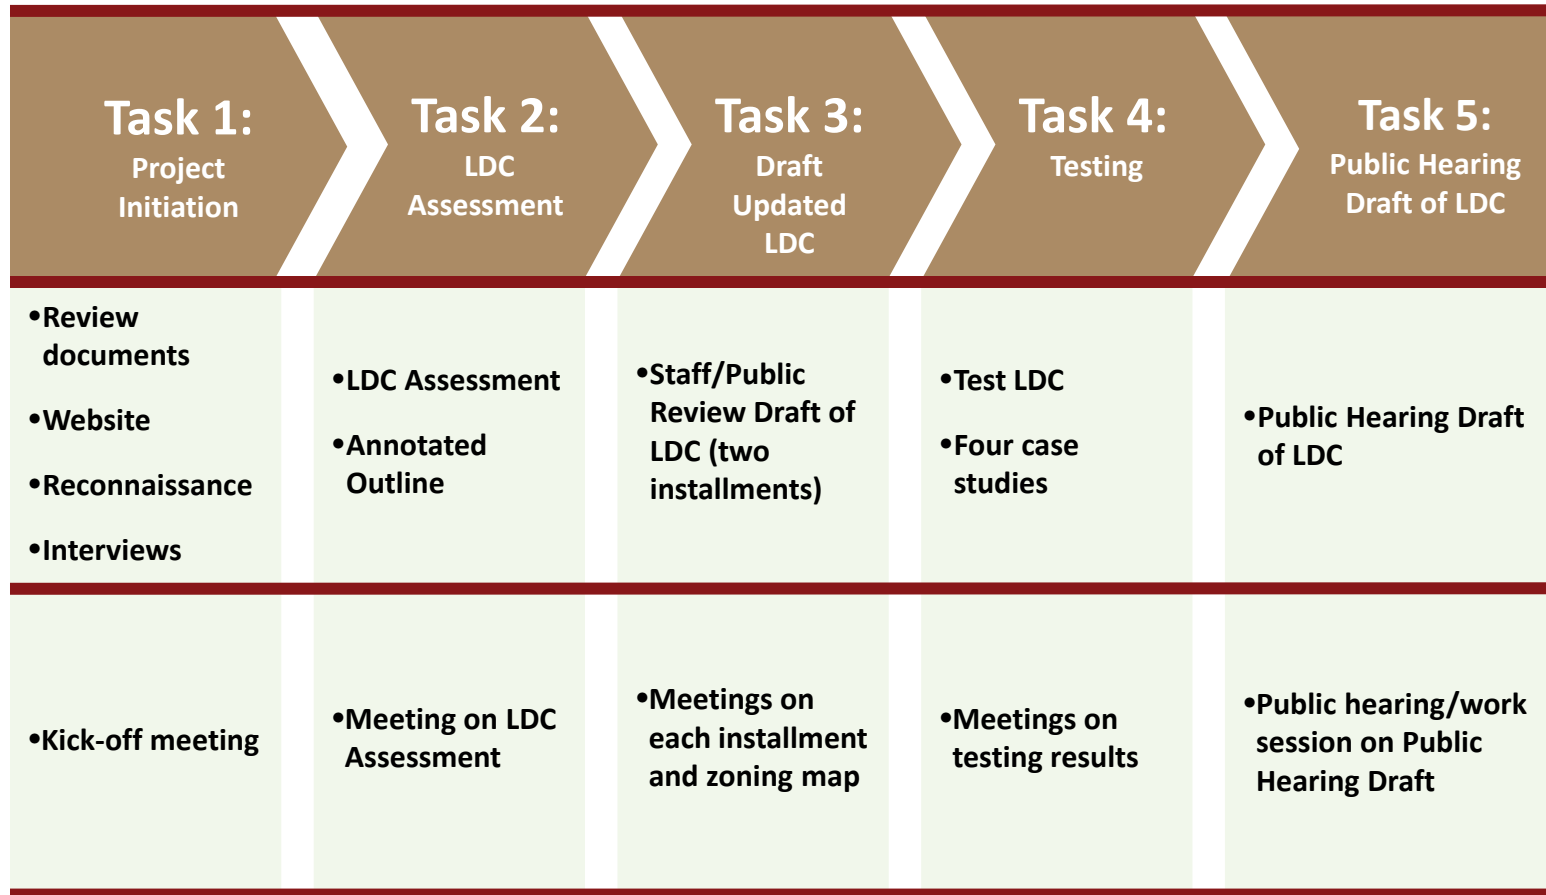 Task 1:
Project
Initiation
Task 2:
LDC
Assessment
Task 3:
Draft
Updated
LDC
Task 4:
Testing
Task 5:
Public Hearing
Draft of LDC
•Review
documents
•Website
•Reconnaissance
•Interviews
•LDC Assessment
•Annotated
Outline
•Staff/Public
Review Draft of
LDC (two
installments)
•Test LDC
•Four case
studies
•Public Hearing Draft
of LDC
•Kick-off meeting
•Meeting on LDC
Assessment
•Meetings on
each installment
and zoning map
•Meetings on
testing results
•Public hearing/work
session on Public
Hearing Draft